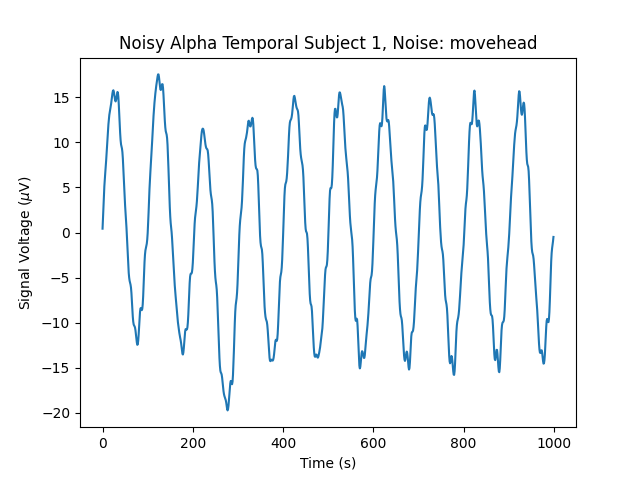 Noisy Alpha Temporal Subject 1, Noise: movehead
Signal Voltage (μV)
15
10
5
0
−5
−10
−15
−20
0 200 400 600 800 1000
Time (s)